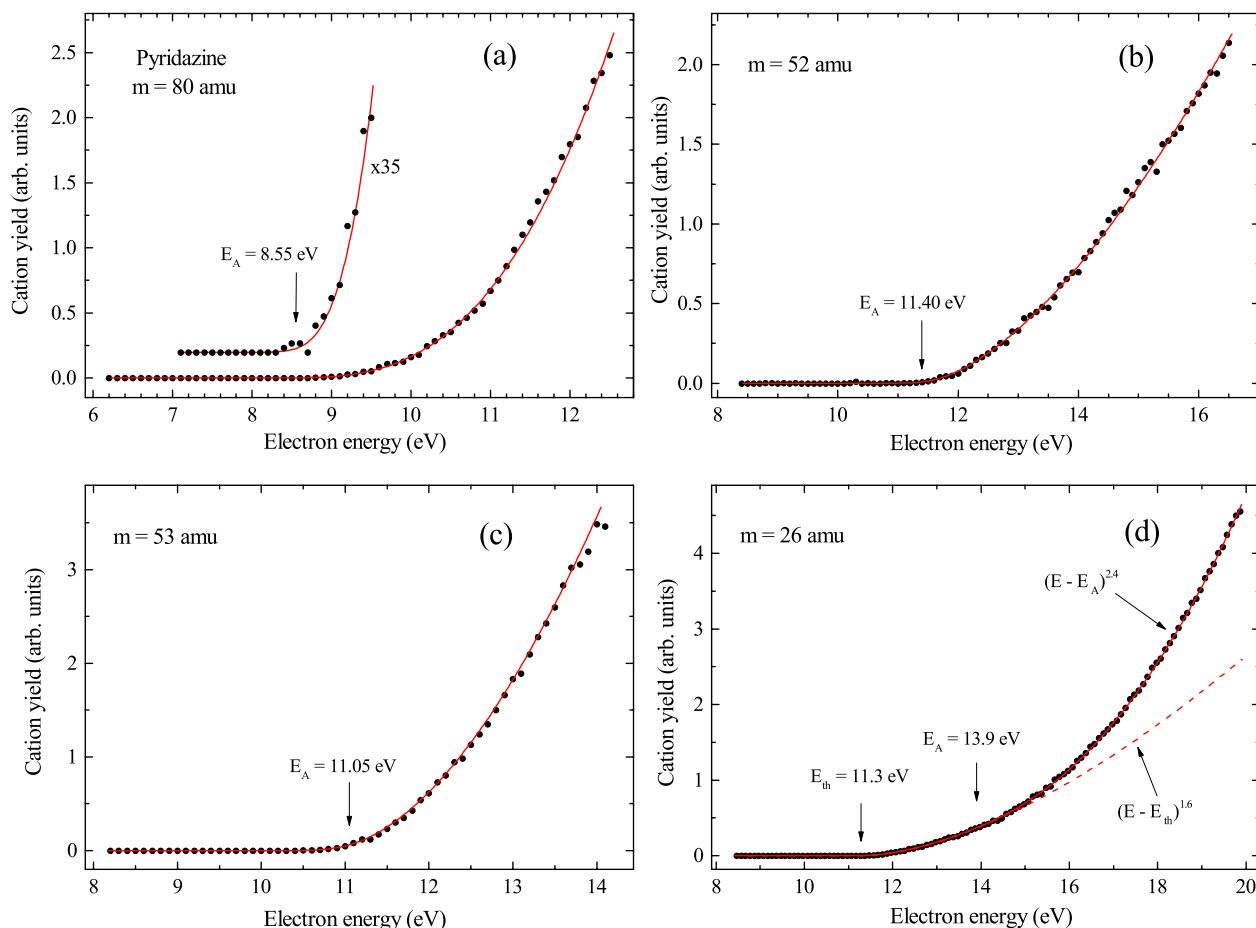 Pyridazine
m = 80 amu
(a)
x35
E_A = 8.55 eV
Cation yield (arb. units)
2.5
2.0
1.5
1.0
0.5
0.0
6 7 8 9 10 11 12
Electron energy (eV)
m = 52 amu
(b)
E_A = 11.40 eV
Cation yield (arb. units)
2.0
1.5
1.0
0.5
0.0
10 12 14 16
Electron energy (eV)
m = 53 amu
(c)
E_A = 11.05 eV
Cation yield (arb. units)
3
2
1
0
8 9 10 11 12 13 14
Electron energy (eV)
m = 26 amu
(d)
(E - E_A)^2.4
E_A = 13.9 eV
E_th = 11.3 eV
(E - E_th)^1.6
Cation yield (arb. units)
4
3
2
1
0
8 10 12 14 16 18 20
Electron energy (eV)